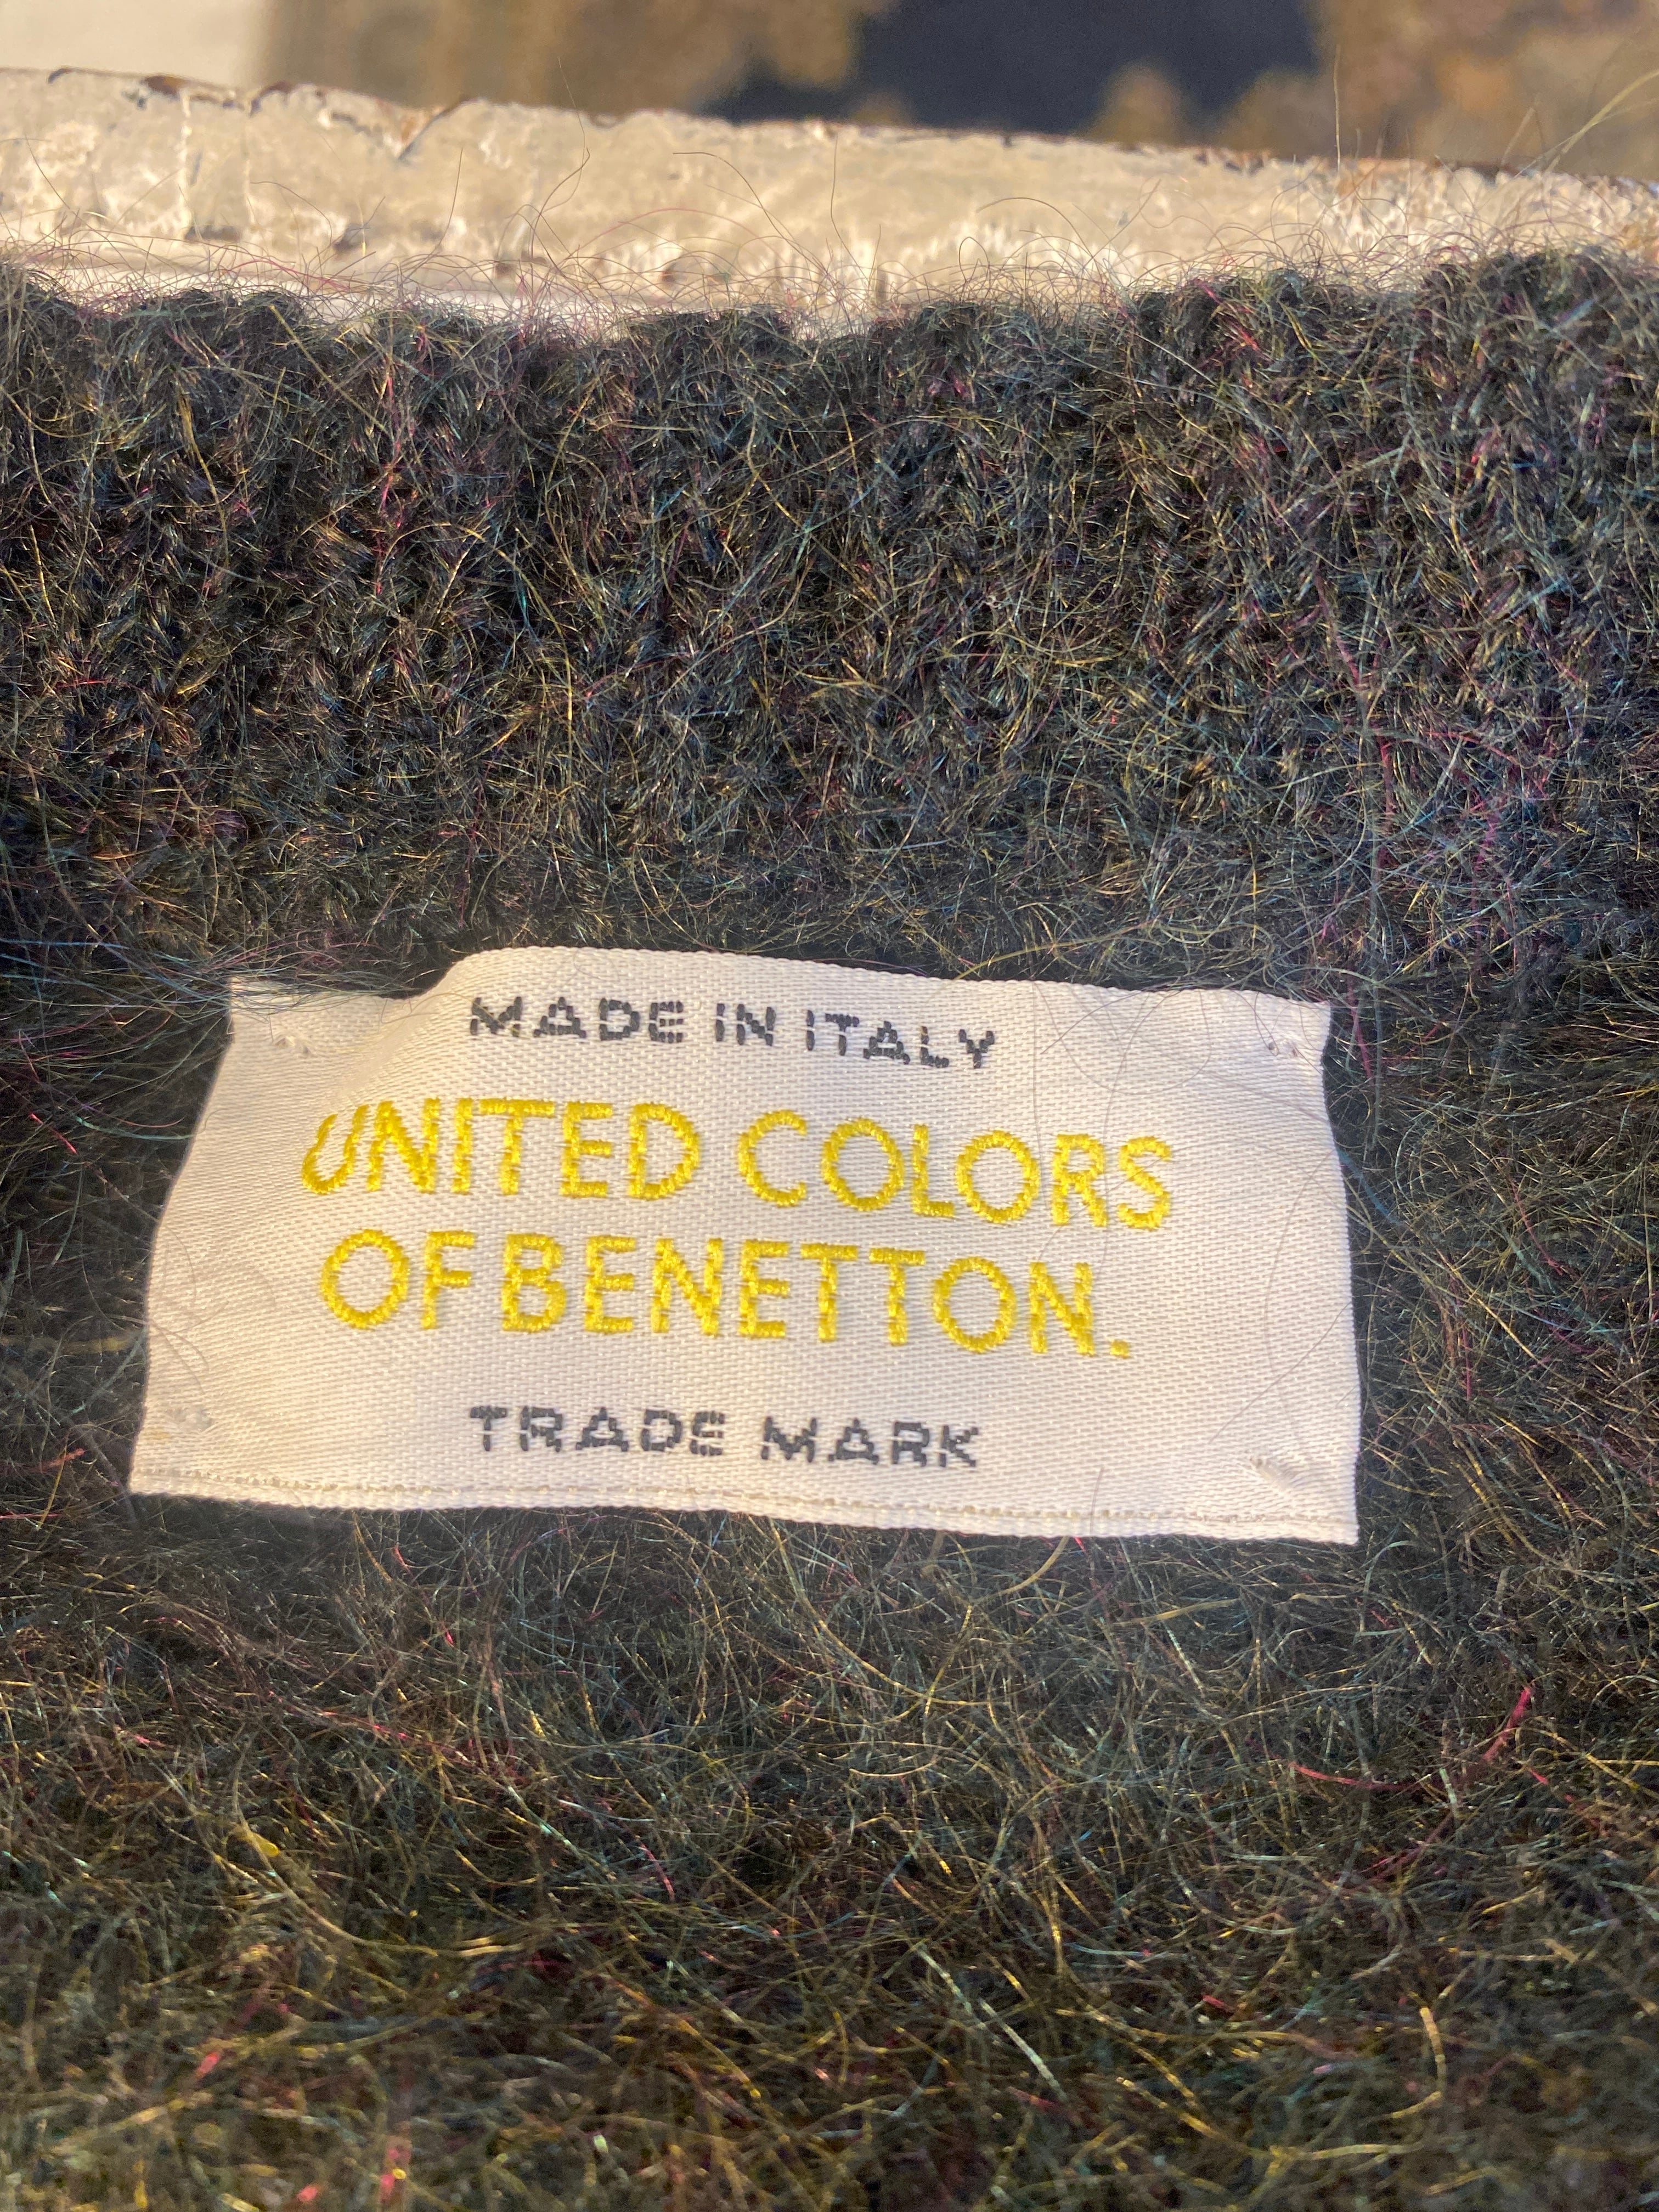 MADE IN ITALY
UNITED COLORS
OF BENETTON.
TRADE MARK